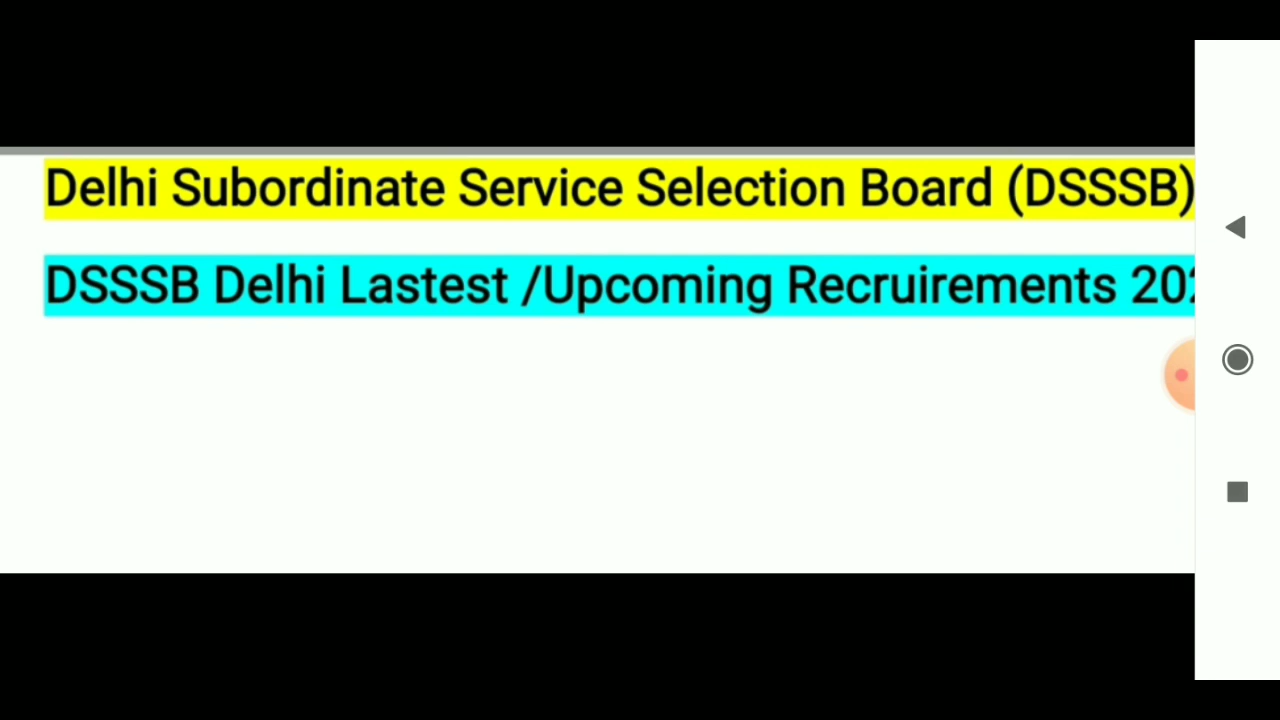 Delhi Subordinate Service Selection Board (DSSSB)
DSSSB Delhi Lastest /Upcoming Recruirements